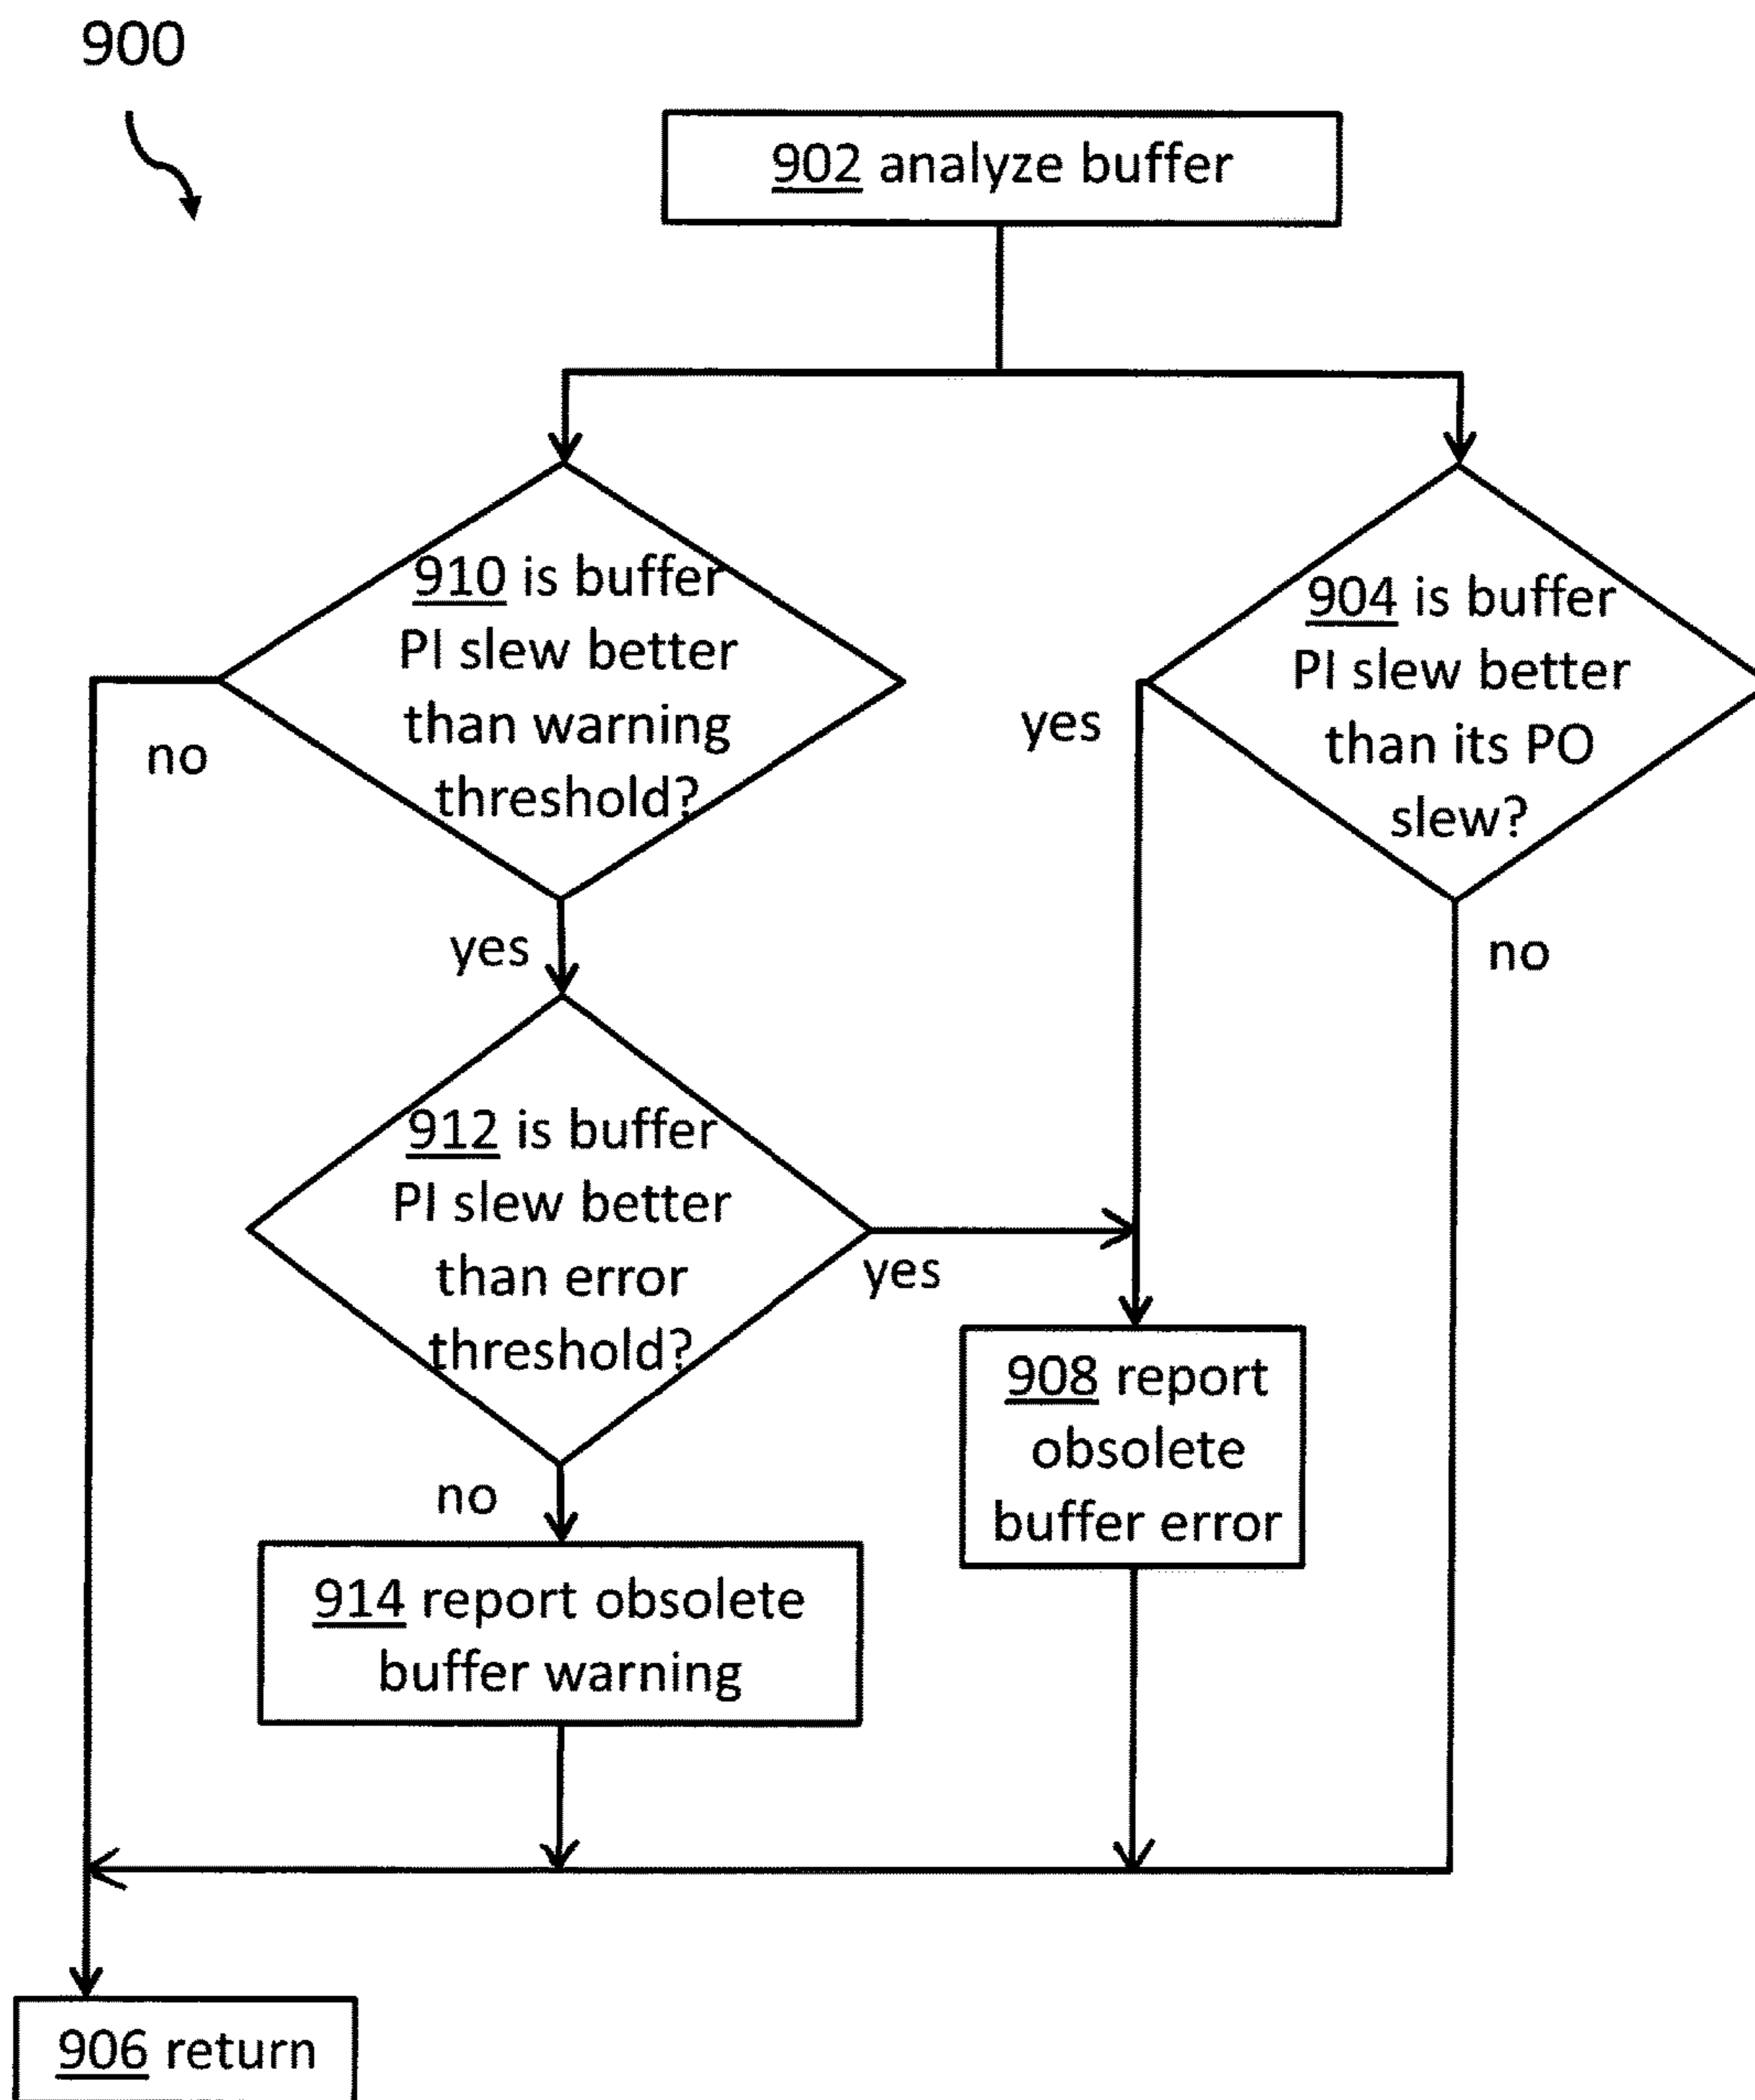 900
902 analyze buffer
910 is buffer
PI slew better
than warning
threshold?
904 is buffer
PI slew better
than its PO
slew?
no
yes
yes
no
912 is buffer
PI slew better
than error
threshold?
yes
908 report
obsolete
buffer error
no
914 report obsolete
buffer warning
906 return